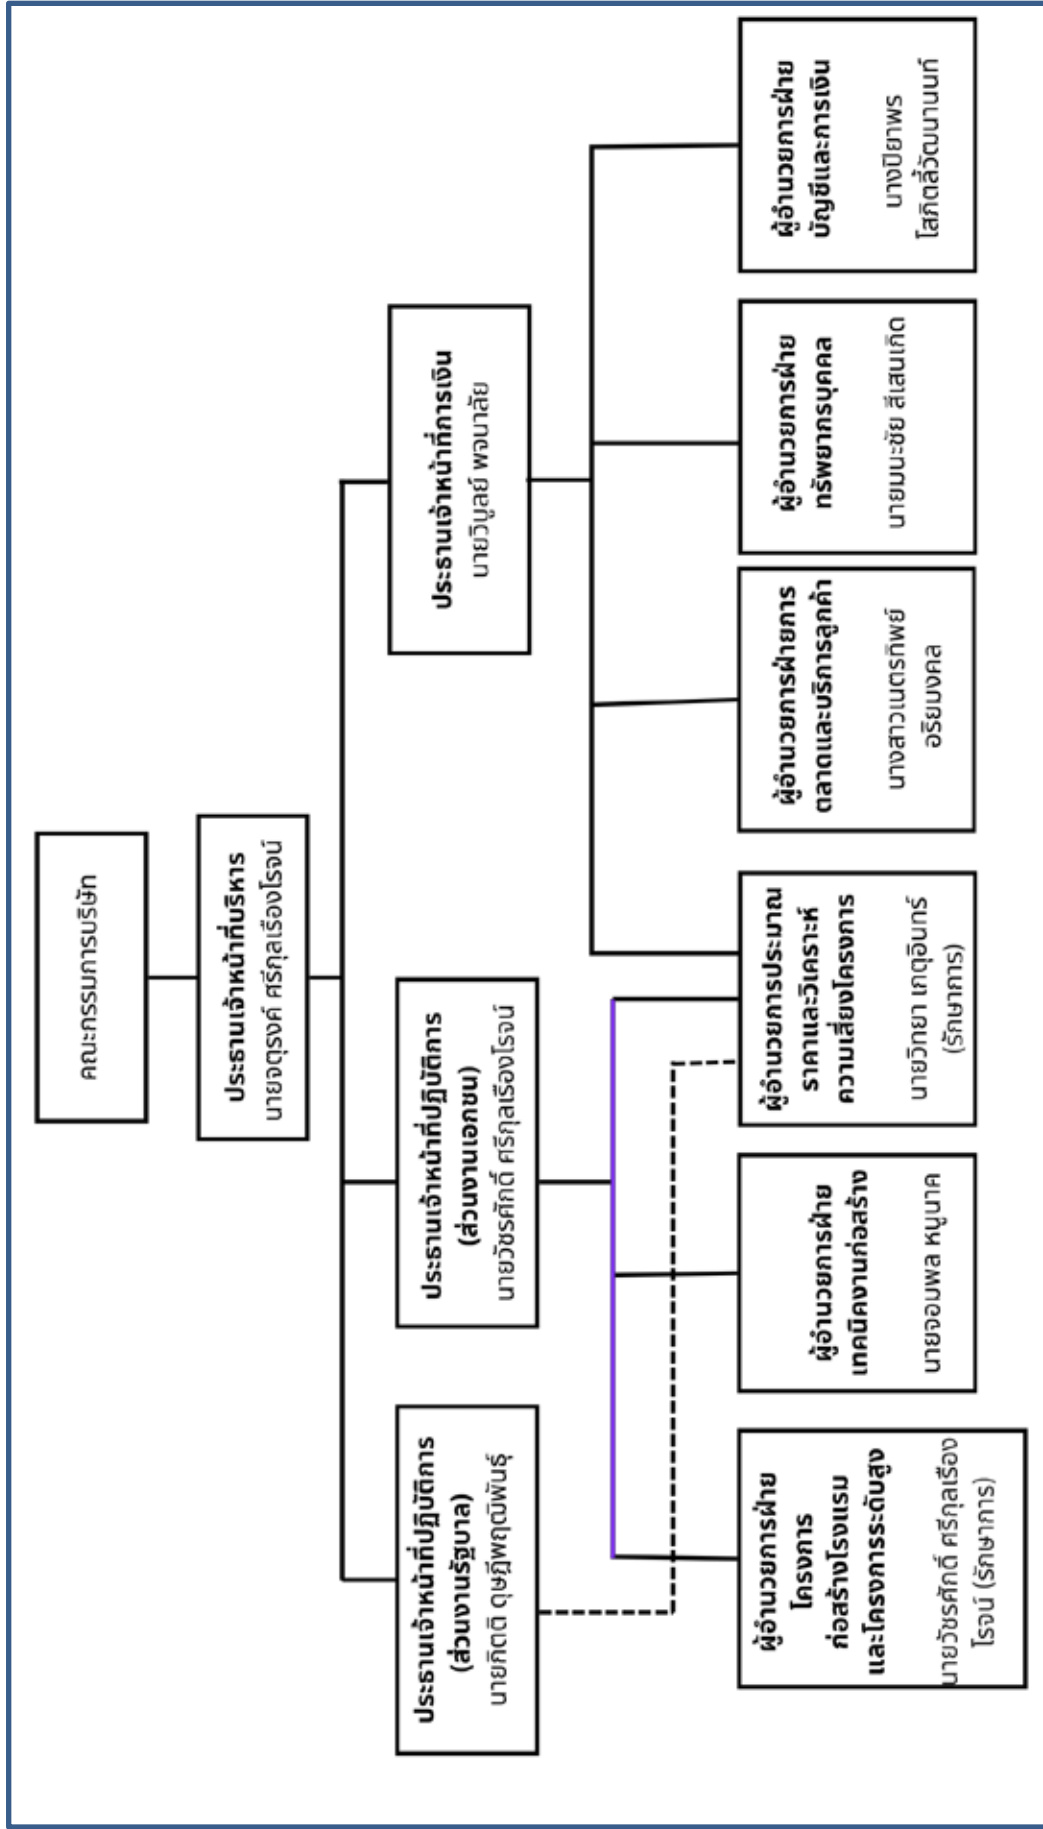 คณะกรรมการบริษัท
ประธานเจ้าหน้าที่บริหาร
นายจตุรงค์ ศรีกุลเรืองโรจน์
ประธานเจ้าหน้าที่ปฏิบัติการ
(ส่วนงานรัฐบาล)
นายกิตติ ดุษฎีพฤฒิพันธุ์
ประธานเจ้าหน้าที่ปฏิบัติการ
(ส่วนงานเอกชน)
นายวัชรศักดิ์ ศรีกุลเรืองโรจน์
ประธานเจ้าหน้าที่การเงิน
นายวิบูลย์ พจนาลัย
ผู้อำนวยการฝ่าย
โครงการ
ก่อสร้างโรงแรม
และโครงการระดับสูง
นายวัชรศักดิ์ ศรีกุลเรือง
โรจน์ (รักษาการ)
ผู้อำนวยการฝ่าย
เทคนิคงานก่อสร้าง
นายจอมพล หนูนาค
ผู้อำนวยการประมาณ
ราคาและวิเคราะห์
ความเสี่ยงโครงการ
นายวิทยา เกตุอินทร์
(รักษาการ)
ผู้อำนวยการฝ่ายการ
ตลาดและบริการลูกค้า
นางสาวเนตรทิพย์
อริยมงคล
ผู้อำนวยการฝ่าย
ทรัพยากรบุคคล
นายมนะชัย สีเสนเกิด
ผู้อำนวยการฝ่าย
บัญชีและการเงิน
นางปิยาพร
โสภิตสิ์วัฒนานนท์